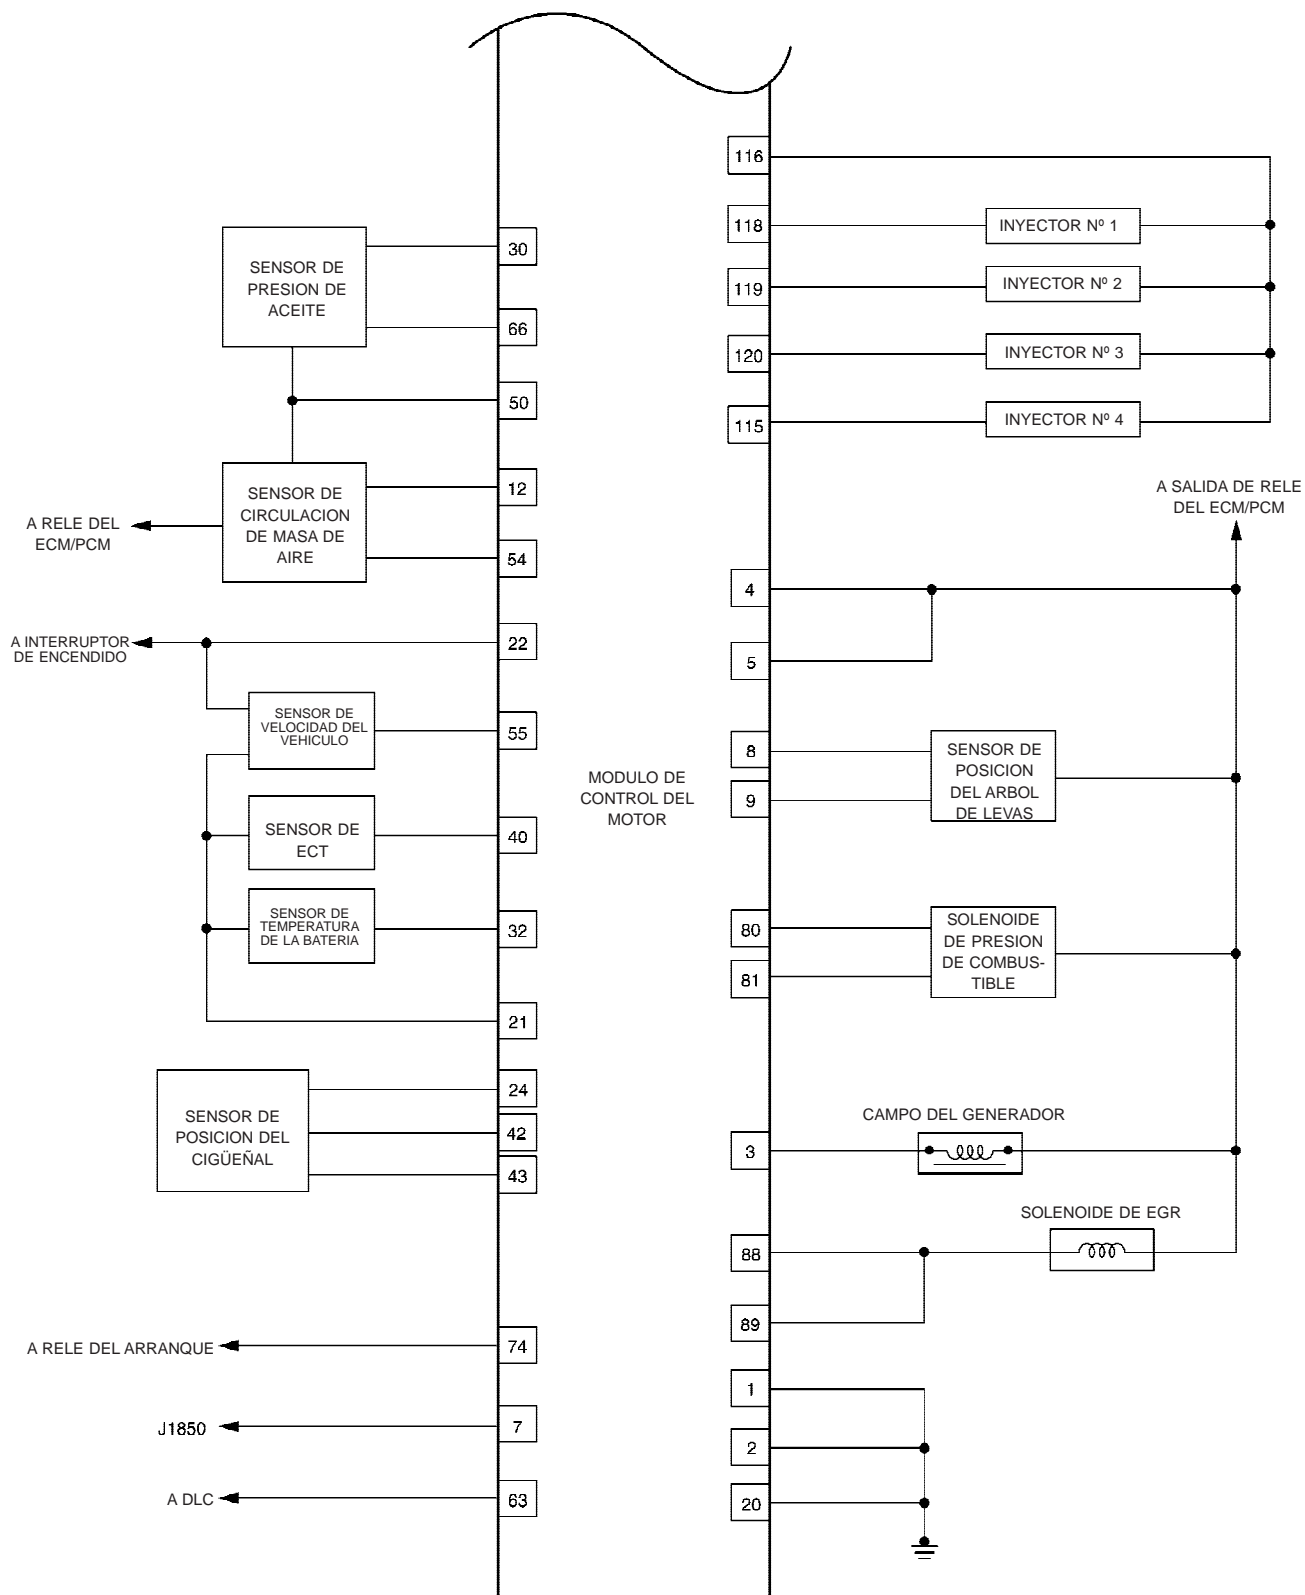 116
118
INYECTOR Nº 1
30
SENSOR DE
PRESION DE
ACEITE
119
INYECTOR Nº 2
66
120
INYECTOR Nº 3
50
115
INYECTOR Nº 4
12
SENSOR DE
CIRCULACION
DE MASA DE
AIRE
A RELE DEL
ECM/PCM
54
A SALIDA DE RELE
DEL ECM/PCM
4
A INTERRUPTOR
DE ENCENDIDO
22
5
SENSOR DE
VELOCIDAD DEL
VEHICULO
55
MODULO DE
CONTROL DEL
MOTOR
8
9
SENSOR DE
POSICION
DEL ARBOL
DE LEVAS
SENSOR DE
ECT
40
SENSOR DE
TEMPERATURA
DE LA BATERIA
32
80
81
SOLENOIDE
DE PRESION
DE COMBUS-
TIBLE
21
SENSOR DE
POSICION DEL
CIGÜEÑAL
24
42
43
CAMPO DEL GENERADOR
3
SOLENOIDE DE EGR
88
89
A RELE DEL ARRANQUE
74
1
J1850
7
2
A DLC
63
20